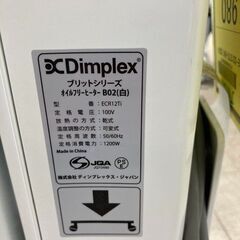 Dimplex®
ブリットシリーズ
オイルフリーヒーター B02(白)
型番：ECR12Ti
定格電圧：100V
放熱の方式：乾式
温度調整の方式：可変式
定格周波数：50/60Hz
定格消費電力：1200W
Made in China
JQA
PS E
株式会社ディンプレックス・ジャパン
086